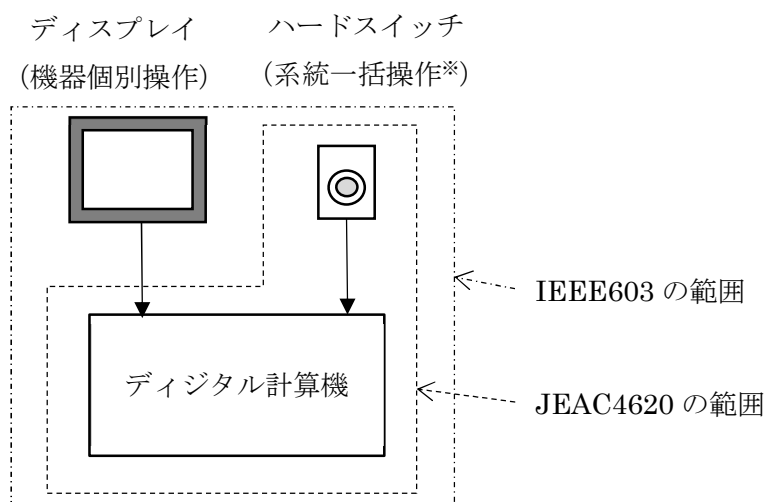 ディスプレイ
(機器個別操作)
ハードスイッチ
(系統一括操作※)
IEEE603 の範囲
ディジタル計算機
JEAC4620 の範囲